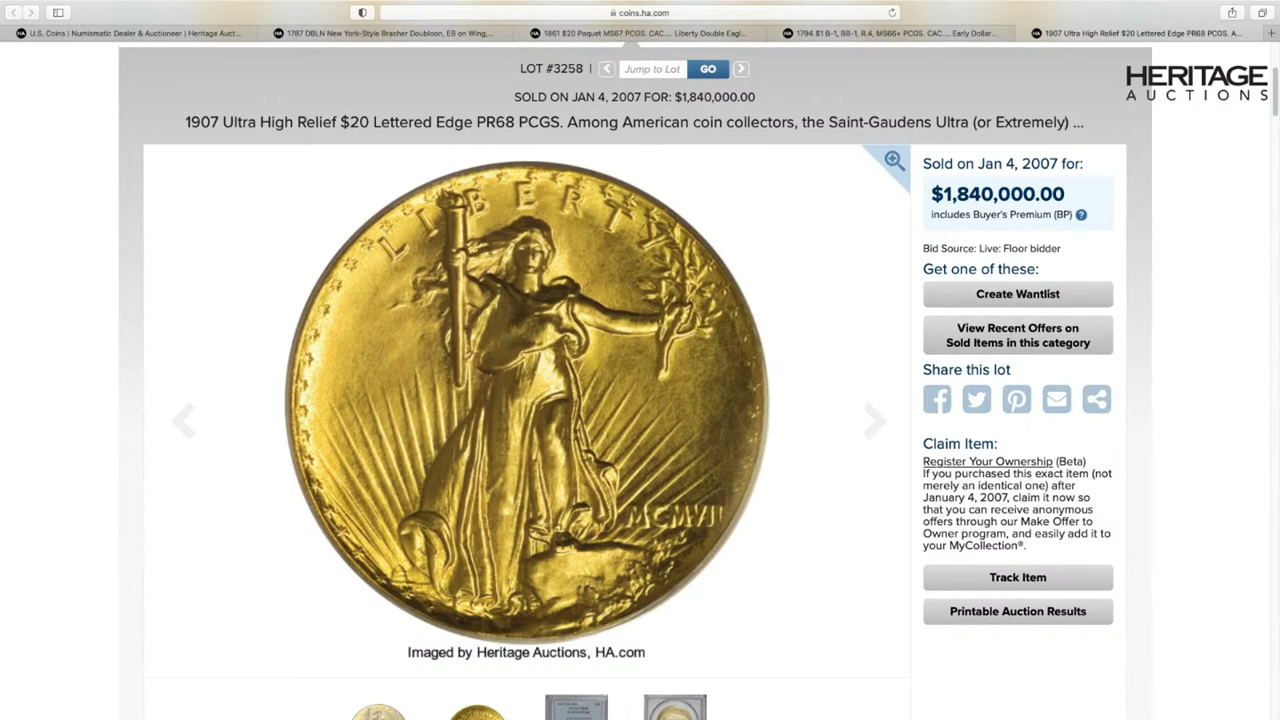 coins.ha.com
HA U.S. Coins | Numismatic Dealer & Auctioneer | Heritage Auct...
HA 1787 DBLN New York-Style Brasher Doubloon, EB on Wing,...
HA 1861 $20 Paquet MS67 PCGS. CAC.... Liberty Double Eagl...
HA 1794 $1 B-1, BB-1, R.4, MS66+ PCGS. CAC.... Early Dollar...
HA 1907 Ultra High Relief $20 Lettered Edge PR68 PCGS. A...
LOT #3258 | Jump to Lot GO
HERITAGE
AUCTIONS
SOLD ON JAN 4, 2007 FOR: $1,840,000.00
1907 Ultra High Relief $20 Lettered Edge PR68 PCGS. Among American coin collectors, the Saint-Gaudens Ultra (or Extremely) ...
LIBERTY
MCMVII
Imaged by Heritage Auctions, HA.com
Sold on Jan 4, 2007 for:
$1,840,000.00
includes Buyer's Premium (BP) ?
Bid Source: Live: Floor bidder
Get one of these:
Create Wantlist
View Recent Offers on
Sold Items in this category
Share this lot
Claim Item:
Register Your Ownership (Beta)
If you purchased this exact item (not
merely an identical one) after
January 4, 2007, claim it now so
that you can receive anonymous
offers through our Make Offer to
Owner program, and easily add it to
your MyCollection®.
Track Item
Printable Auction Results